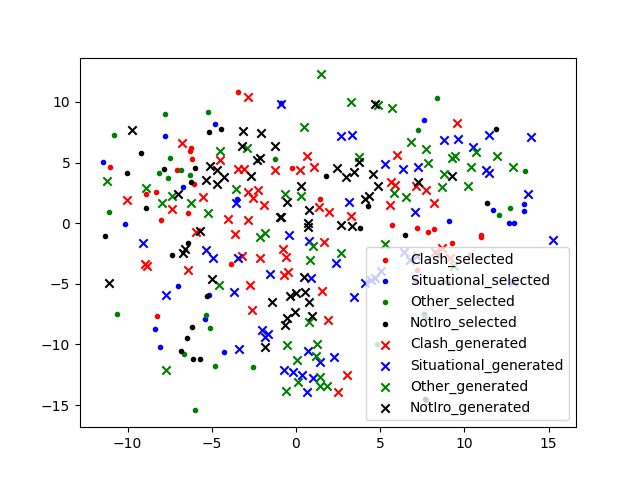 10
5
0
−5
−10
−15
Clash_selected
Situational_selected
Other_selected
NotIro_selected
Clash_generated
Situational_generated
Other_generated
NotIro_generated
−10 −5 0 5 10 15